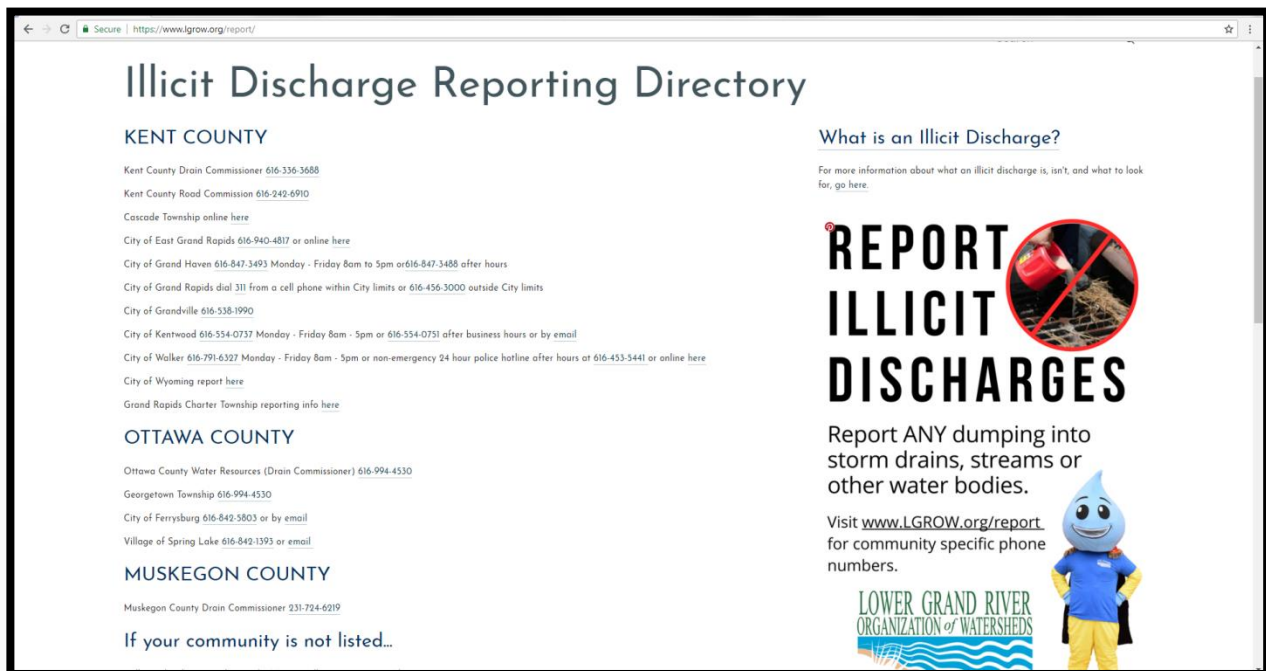 Secure | https://www.lgrow.org/report/
Illicit Discharge Reporting Directory
KENT COUNTY
Kent County Drain Commissioner 616-336-3688
Kent County Road Commission 616-242-6910
Cascade Township online here
City of East Grand Rapids 616-940-4817 or online here
City of Grand Haven 616-847-3493 Monday - Friday 8am to 5pm or616-847-3488 after hours
City of Grand Rapids dial 311 from a cell phone within City limits or 616-456-3000 outside City limits
City of Grandville 616-538-1990
City of Kentwood 616-554-0737 Monday - Friday 8am - 5pm or 616-554-0751 after business hours or by email
City of Walker 616-791-6327 Monday - Friday 8am - 5pm or non-emergency 24 hour police hotline after hours at 616-453-5441 or online here
City of Wyoming report here
Grand Rapids Charter Township reporting info here
OTTAWA COUNTY
Ottawa County Water Resources (Drain Commissioner) 616-994-4530
Georgetown Township 616-994-4530
City of Ferrysburg 616-842-5803 or by email
Village of Spring Lake 616-842-1393 or email
MUSKEGON COUNTY
Muskegon County Drain Commissioner 231-724-6219
If your community is not listed...
What is an Illicit Discharge?
For more information about what an illicit discharge is, isn't, and what to look
for, go here.
REPORT
ILLICIT
DISCHARGES
Report ANY dumping into
storm drains, streams or
other water bodies.
Visit www.LGROW.org/report
for community specific phone
numbers.
LOWER GRAND RIVER
ORGANIZATION of WATERSHEDS